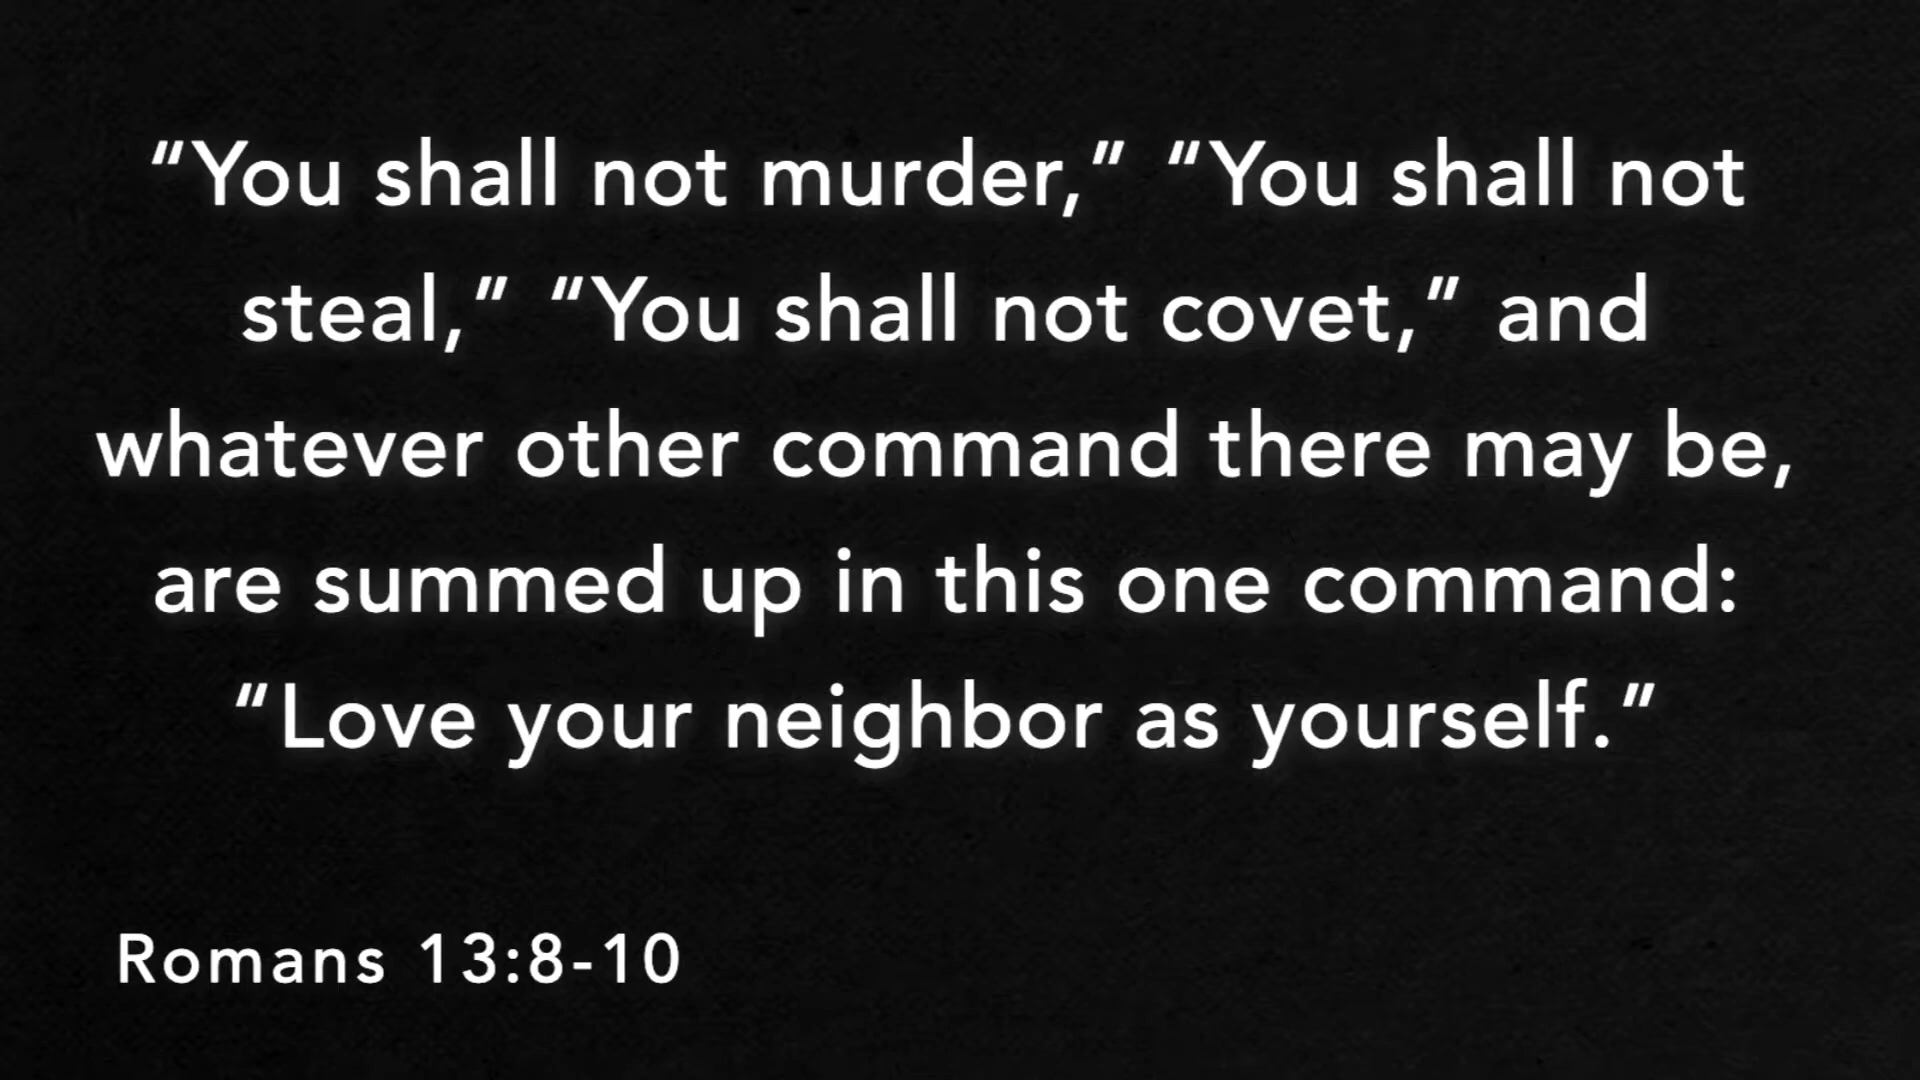 “You shall not murder,” “You shall not
steal,” “You shall not covet,” and
whatever other command there may be,
are summed up in this one command:
“Love your neighbor as yourself.”
Romans 13:8-10